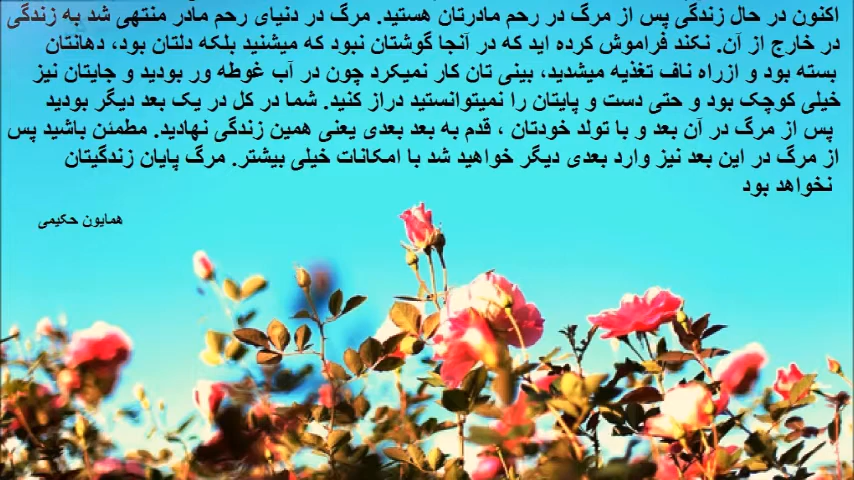 اکنون در حال زندگی پس از مرگ در رحم مادرتان هستید. مرگ در دنیای رحم مادر منتهی شد به زندگی
در خارج از آن. نکند فراموش کرده اید که در آنجا گوشتان نبود که میشنید بلکه دلتان بود، دهانتان
بسته بود و ازراه ناف تغذیه میشدید، بینی تان کار نمیکرد چون در آب غوطه ور بودید و جایتان نیز
خیلی کوچک بود و حتی دست و پایتان را نمیتوانستید دراز کنید. شما در کل در یک بعد دیگر بودید
پس از مرگ در آن بعد و با تولد خودتان ، قدم به بعد بعدی یعنی همین زندگی نهادید. مطمئن باشید پس
از مرگ در این بعد نیز وارد بعدی دیگر خواهید شد با امکانات خیلی بیشتر. مرگ پایان زندگیتان
نخواهد بود
همایون حکیمی